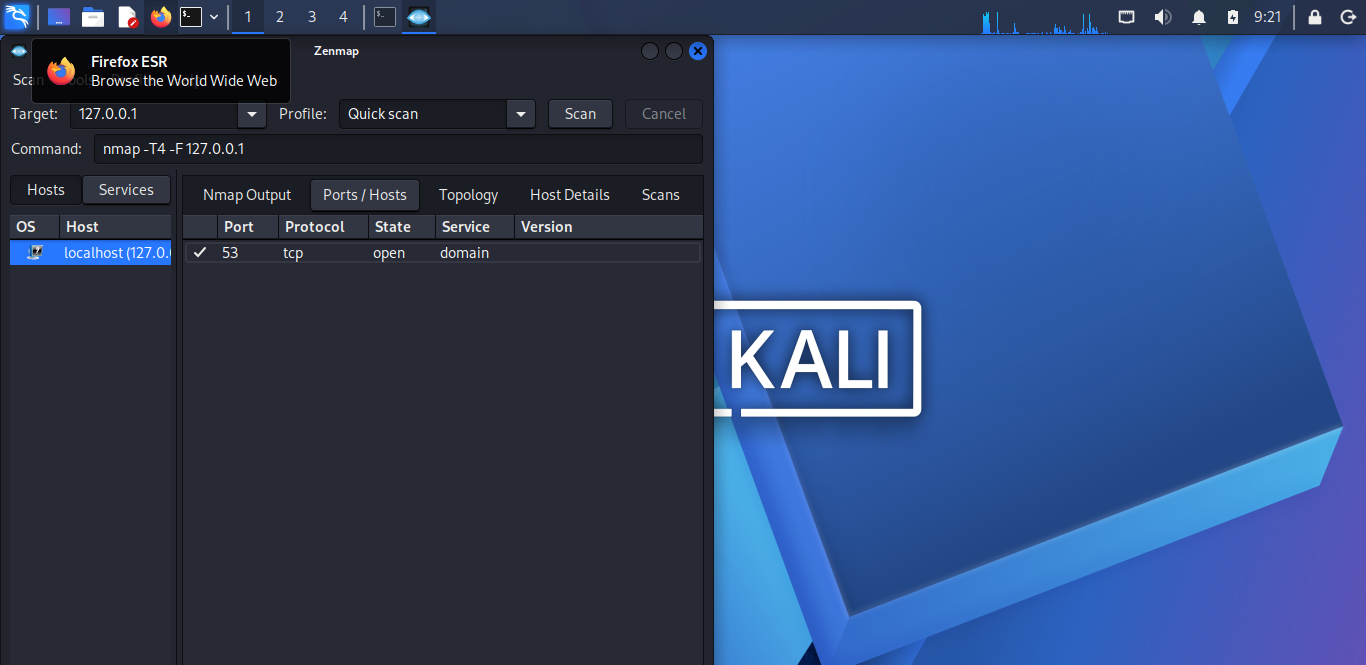 1 2 3 4 9:21
Zenmap
Firefox ESR
Browse the World Wide Web
Target: 127.0.0.1 Profile: Quick scan Scan Cancel
Command: nmap -T4 -F 127.0.0.1
Hosts Services
Nmap Output Ports / Hosts Topology Host Details Scans
OS Host
Port Protocol State Service Version
localhost (127.0.
53 tcp open domain
KALI